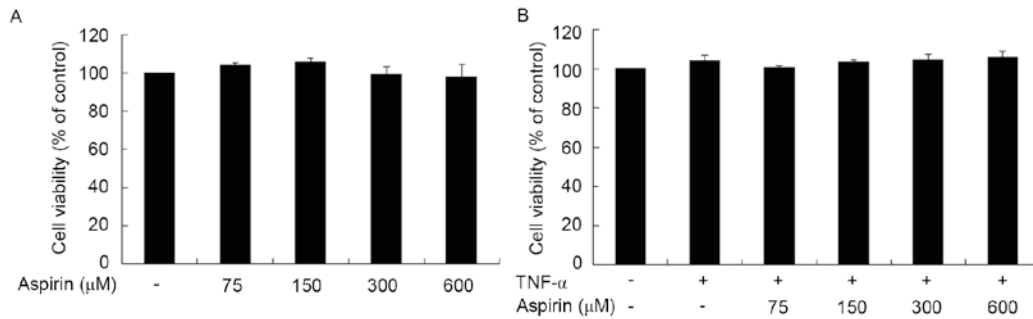 A
Cell viability (% of control)
120
100
80
60
40
20
0
Aspirin (μM) - 75 150 300 600
B
Cell viability (% of control)
120
100
80
60
40
20
0
TNF-α - + + + + +
Aspirin (μM) - - 75 150 300 600